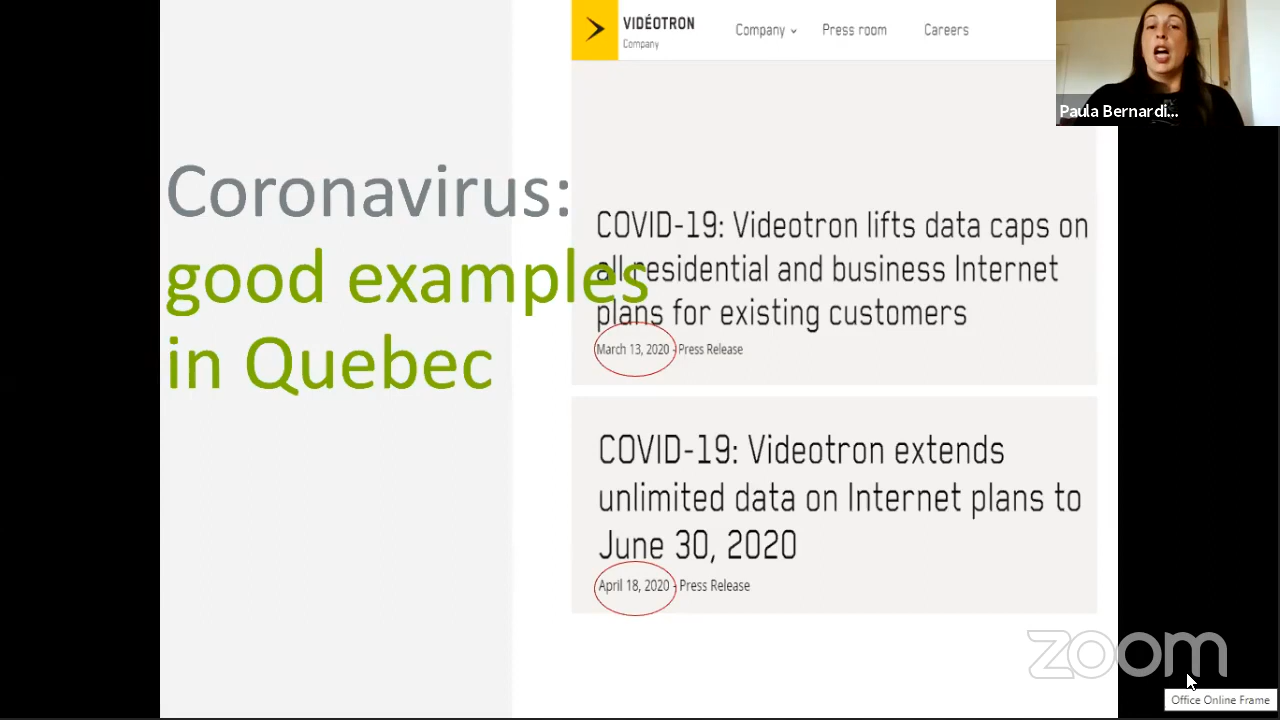 VIDÉOTRON
Company
Company
Press room
Careers
Paula Bernardi...
Coronavirus:
good examples
in Quebec
COVID-19: Videotron lifts data caps on
all residential and business Internet
plans for existing customers
March 13, 2020 - Press Release
COVID-19: Videotron extends
unlimited data on Internet plans to
June 30, 2020
April 18, 2020 - Press Release
zoom
Office Online Frame